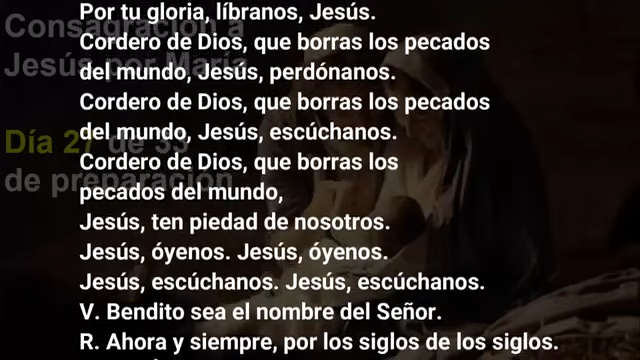 Por tu gloria, líbranos, Jesús.
Cordero de Dios, que borras los pecados
del mundo, Jesús, perdónanos.
Cordero de Dios, que borras los pecados
del mundo, Jesús, escúchanos.
Cordero de Dios, que borras los
pecados del mundo,
Jesús, ten piedad de nosotros.
Jesús, óyenos. Jesús, óyenos.
Jesús, escúchanos. Jesús, escúchanos.
V. Bendito sea el nombre del Señor.
R. Ahora y siempre, por los siglos de los siglos.
Consagración a
Jesús por María
Día 27 de 33
de preparación